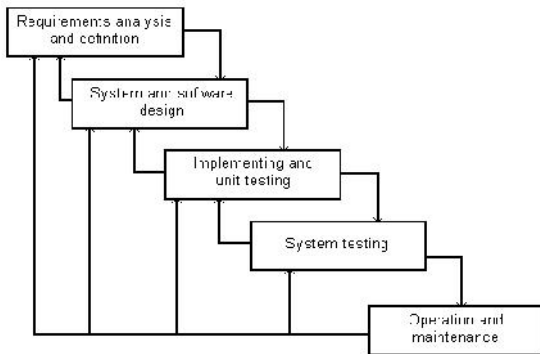 Requirements analysis
and definition
System and software
design
Implementing and
unit testing
System testing
Operation and
maintenance